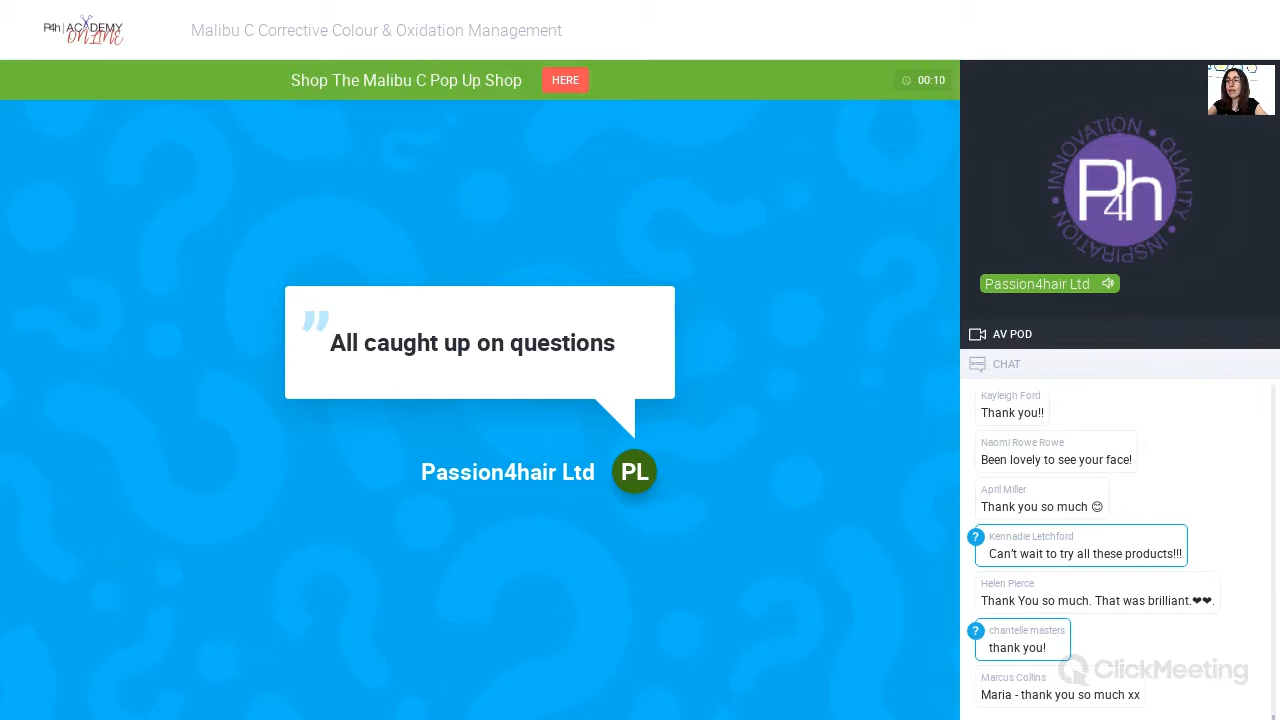 P4h | ACADEMY
ONLINE
Malibu C Corrective Colour & Oxidation Management
Shop The Malibu C Pop Up Shop
HERE
00:10
"
All caught up on questions
Passion4hair Ltd
PL
INNOVATION • QUALITY • INSPIRATION •
P4h
Passion4hair Ltd
AV POD
CHAT
Kayleigh Ford
Thank you!!
Naomi Rowe Rowe
Been lovely to see your face!
April Miller
Thank you so much 😊
?
Kennadie Letchford
Can't wait to try all these products!!!
Helen Pierce
Thank You so much. That was brilliant.❤❤.
?
chantelle masters
thank you!
ClickMeeting
Marcus Collins
Maria - thank you so much xx